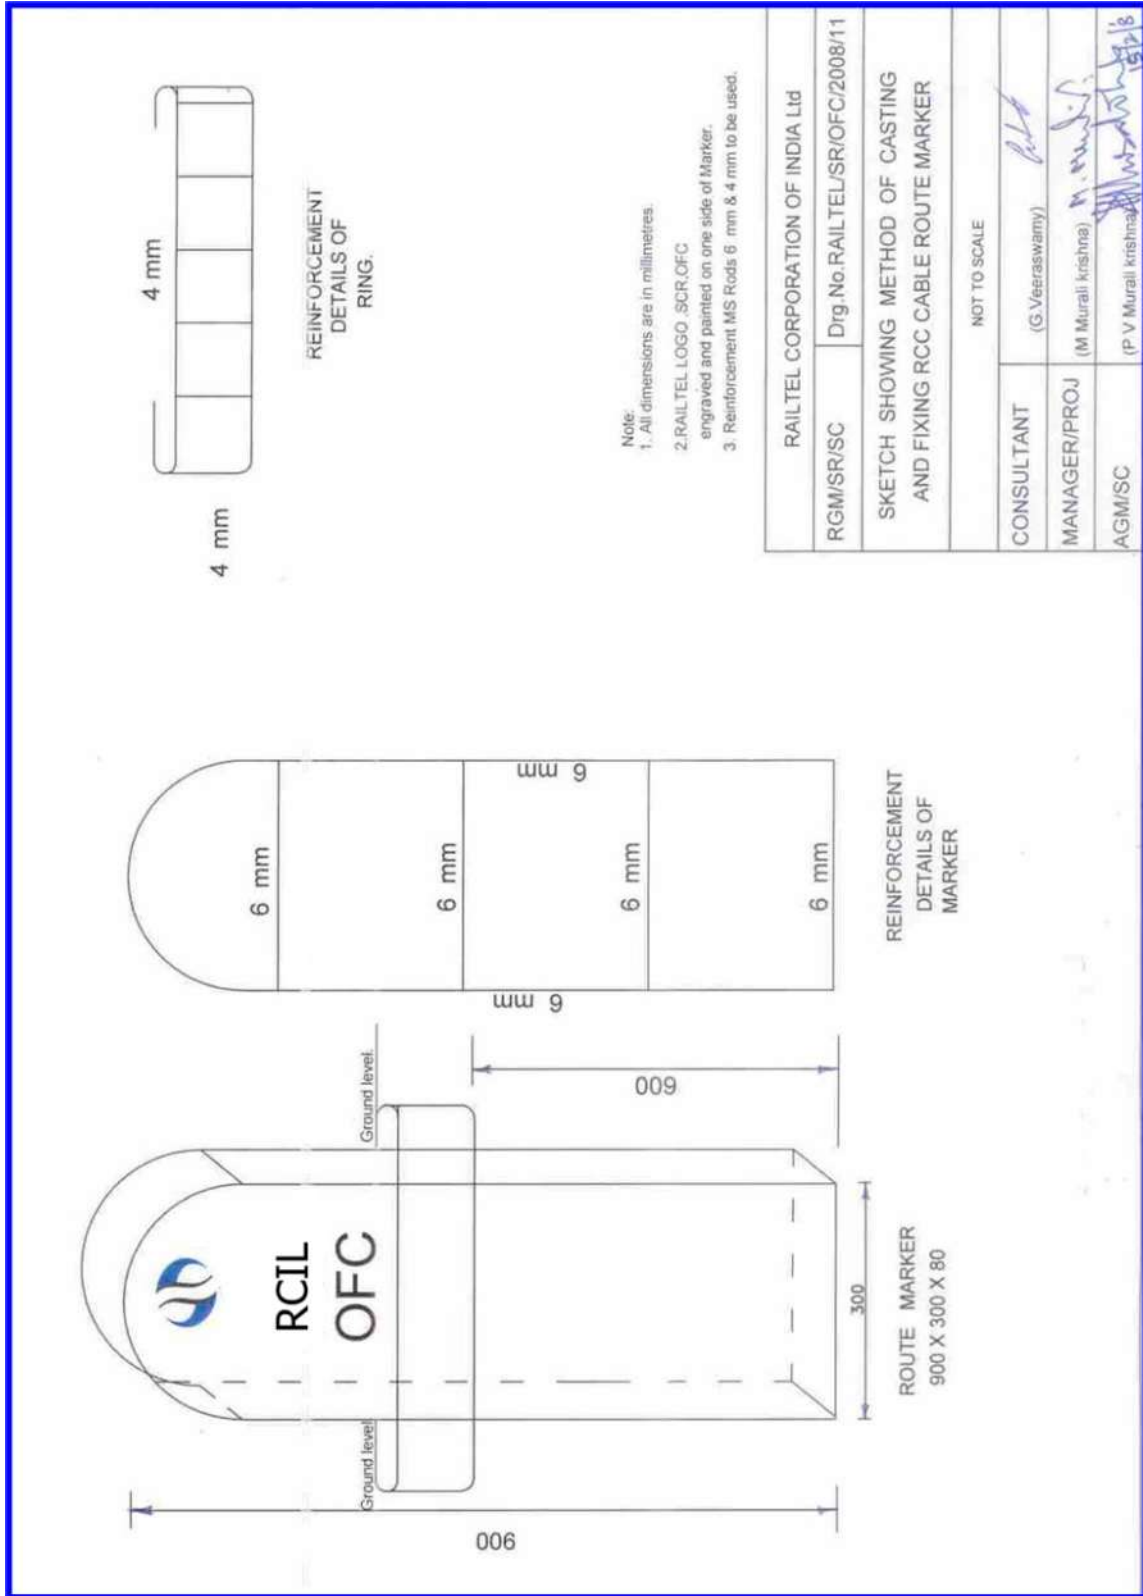 4 mm
4 mm
REINFORCEMENT
DETAILS OF
RING.
Ground level
Ground level.
RCIL
OFC
900
600
300
ROUTE MARKER
900 X 300 X 80
6 mm
6 mm
6 mm
6 mm
6 mm
6 mm
REINFORCEMENT
DETAILS OF
MARKER
Note:
1. All dimensions are in millimetres.
2.RAILTEL LOGO .SCR.OFC
engraved and painted on one side of Marker.
3. Reinforcement MS Rods 6 mm & 4 mm to be used.
RAILTEL CORPORATION OF INDIA Ltd
RGM/SR/SC Drg.No.RAILTEL/SR/OFC/2008/11
SKETCH SHOWING METHOD OF CASTING
AND FIXING RCC CABLE ROUTE MARKER
NOT TO SCALE
CONSULTANT (G.Veeraswamy)
MANAGER/PROJ (M Murali krishna)
AGM/SC (P V Murali krishna)